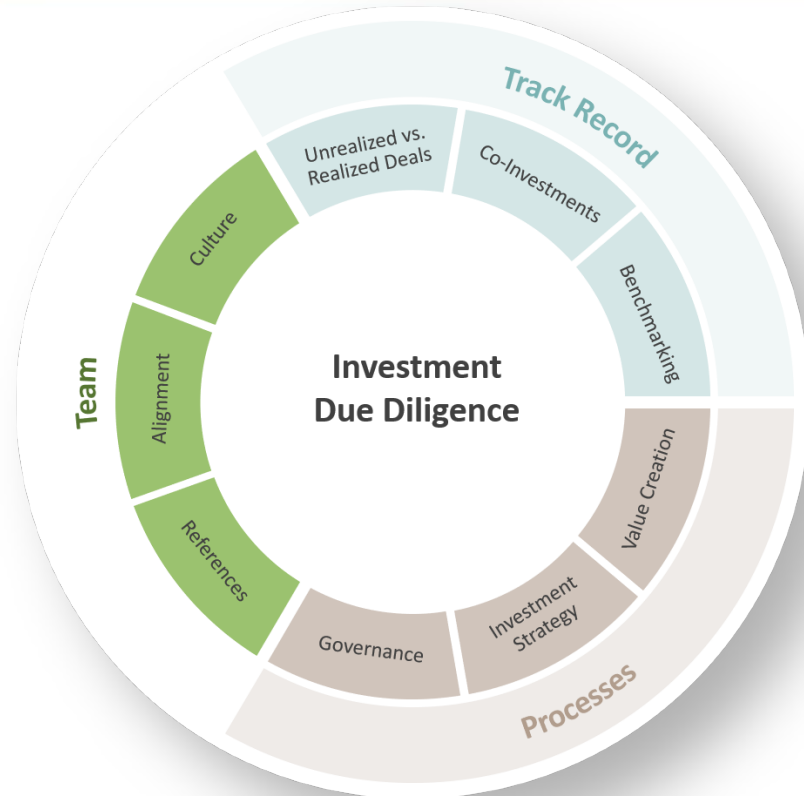 Track Record
Unrealized vs.
Realized Deals
Co-Investments
Benchmarking
Culture
Alignment
References
Team
Investment
Due Diligence
Value Creation
Investment
Strategy
Governance
Processes